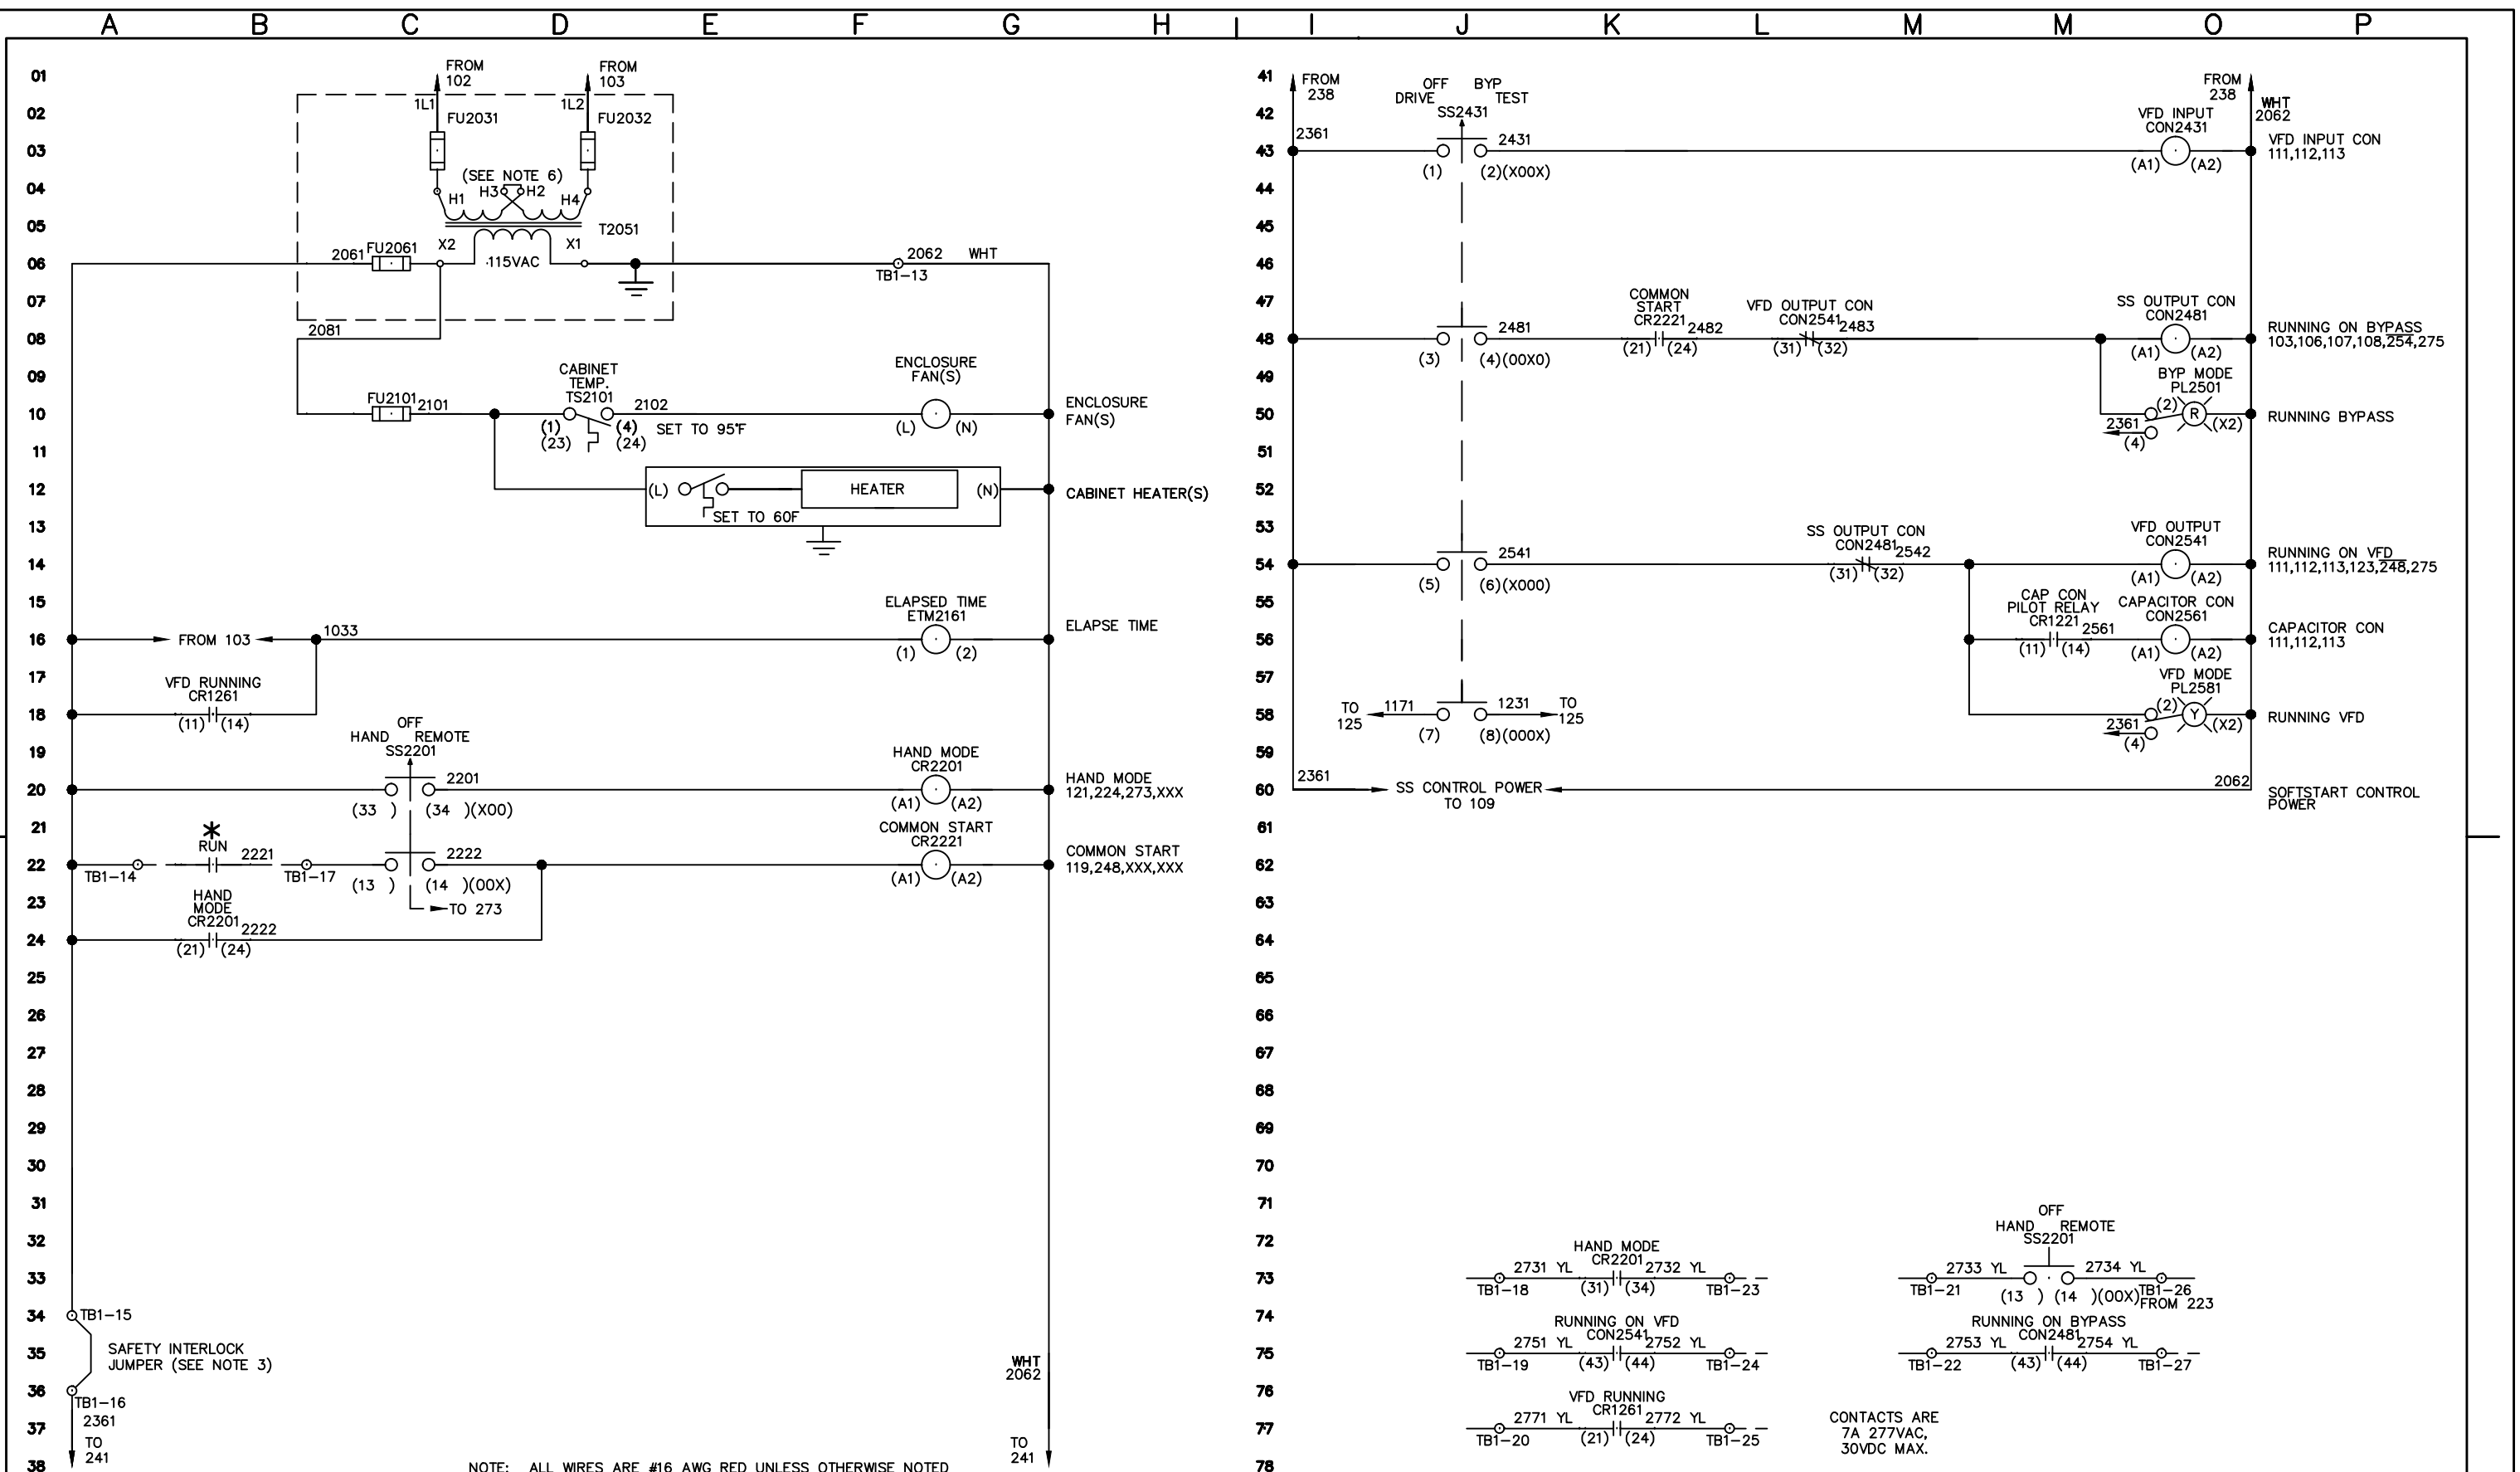 A B C D E F G H I J K L M M O P
01
FROM
102
FROM
103
1L1
1L2
02
FU2031
FU2032
03
04
(SEE NOTE 6)
H1
H3
H2
H4
05
T2051
X2
X1
06
2061
FU2061
115VAC
2062
WHT
TB1-13
07
08
2081
09
CABINET
TEMP.
TS2101
ENCLOSURE
FAN(S)
10
FU2101
2101
2102
(1)
(23)
(4)
(24)
SET TO 95°F
(L)
(N)
ENCLOSURE
FAN(S)
11
12
(L)
HEATER
(N)
CABINET HEATER(S)
SET TO 60F
13
14
15
ELAPSED TIME
ETM2161
16
FROM 103
1033
(1)
(2)
ELAPSE TIME
17
VFD RUNNING
CR1261
18
(11)
(14)
OFF
HAND REMOTE
SS2201
19
HAND MODE
CR2201
20
2201
(33 )
(34 )(X00)
(A1)
(A2)
HAND MODE
121,224,273,XXX
21
*
RUN
COMMON START
CR2221
22
TB1-14
2221
TB1-17
2222
(13 )
(14 )(00X)
(A1)
(A2)
COMMON START
119,248,XXX,XXX
23
HAND
MODE
CR2201
TO 273
24
2222
(21)
(24)
25
26
27
28
29
30
31
32
33
34
TB1-15
35
SAFETY INTERLOCK
JUMPER (SEE NOTE 3)
WHT
2062
36
TB1-16
2361
37
TO
241
TO
241
38
NOTE: ALL WIRES ARE #16 AWG RED UNLESS OTHERWISE NOTED
41
FROM
238
OFF BYP
DRIVE TEST
SS2431
FROM
238
WHT
2062
42
VFD INPUT
CON2431
43
2361
2431
(1)
(2)(X00X)
(A1)
(A2)
VFD INPUT CON
111,112,113
44
45
46
47
COMMON
START
CR2221
VFD OUTPUT CON
CON2541
SS OUTPUT CON
CON2481
48
2481
2482
2483
(3)
(4)(00X0)
(21)
(24)
(31)
(32)
(A1)
(A2)
RUNNING ON BYPASS
103,106,107,108,254,275
49
BYP MODE
PL2501
50
(2)
R
(X2)
2361
(4)
RUNNING BYPASS
51
52
53
SS OUTPUT CON
CON2481
VFD OUTPUT
CON2541
54
2541
2542
(5)
(6)(X000)
(31)
(32)
(A1)
(A2)
RUNNING ON VFD
111,112,113,123,248,275
55
CAP CON
PILOT RELAY
CR1221
CAPACITOR CON
CON2561
56
2561
(11)
(14)
(A1)
(A2)
CAPACITOR CON
111,112,113
57
VFD MODE
PL2581
58
TO
125
1171
1231
TO
125
(7)
(8)(000X)
(2)
Y
(X2)
2361
(4)
RUNNING VFD
59
60
2361
SS CONTROL POWER
TO 109
2062
SOFTSTART CONTROL
POWER
61
62
63
64
65
66
67
68
69
70
71
72
OFF
HAND REMOTE
SS2201
HAND MODE
CR2201
73
2731 YL
2732 YL
TB1-18
(31)
(34)
TB1-23
2733 YL
2734 YL
TB1-21
(13 )
(14 )(00X)
TB1-26
FROM 223
74
RUNNING ON VFD
CON2541
RUNNING ON BYPASS
CON2481
75
2751 YL
2752 YL
TB1-19
(43)
(44)
TB1-24
2753 YL
2754 YL
TB1-22
(43)
(44)
TB1-27
76
VFD RUNNING
CR1261
77
2771 YL
2772 YL
TB1-20
(21)
(24)
TB1-25
CONTACTS ARE
7A 277VAC,
30VDC MAX.
78